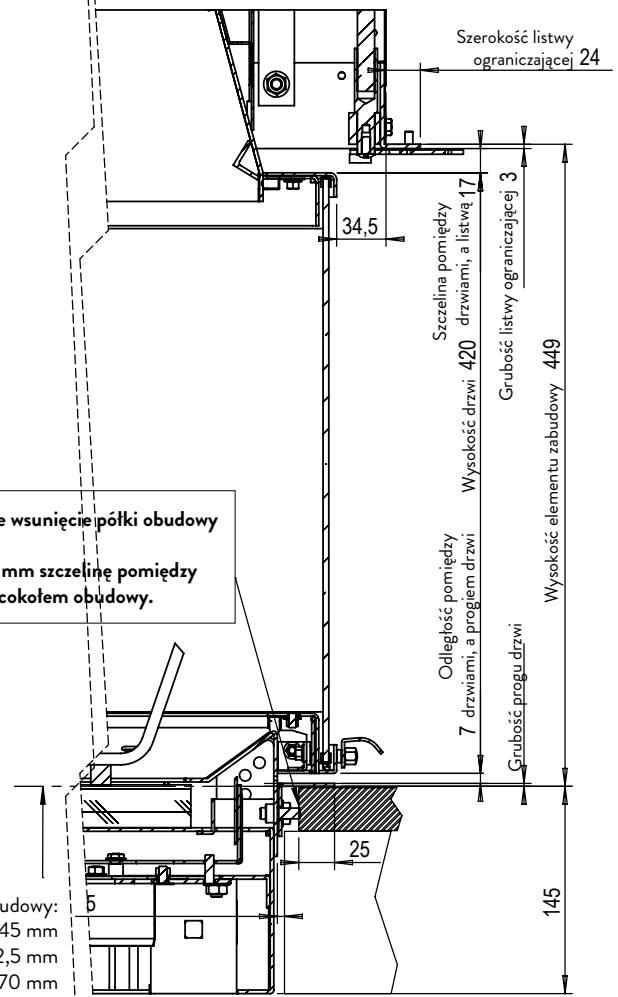 Szerokość listwy
ograniczającej 24
34,5
Szczelina pomiędzy
drzwiami, a listwą 17
Grubość listwy ograniczającej 3
Wysokość drzwi 420
Wysokość elementu zabudowy 449
e wsunięcie półki obudowy
mm szczelinę pomiędzy
cokołem obudowy.
Odległość pomiędzy
7 drzwiami, a progiem drzwi
Grubość progu drzwi
25
145
udowy:
5
45 mm
2,5 mm
70 mm